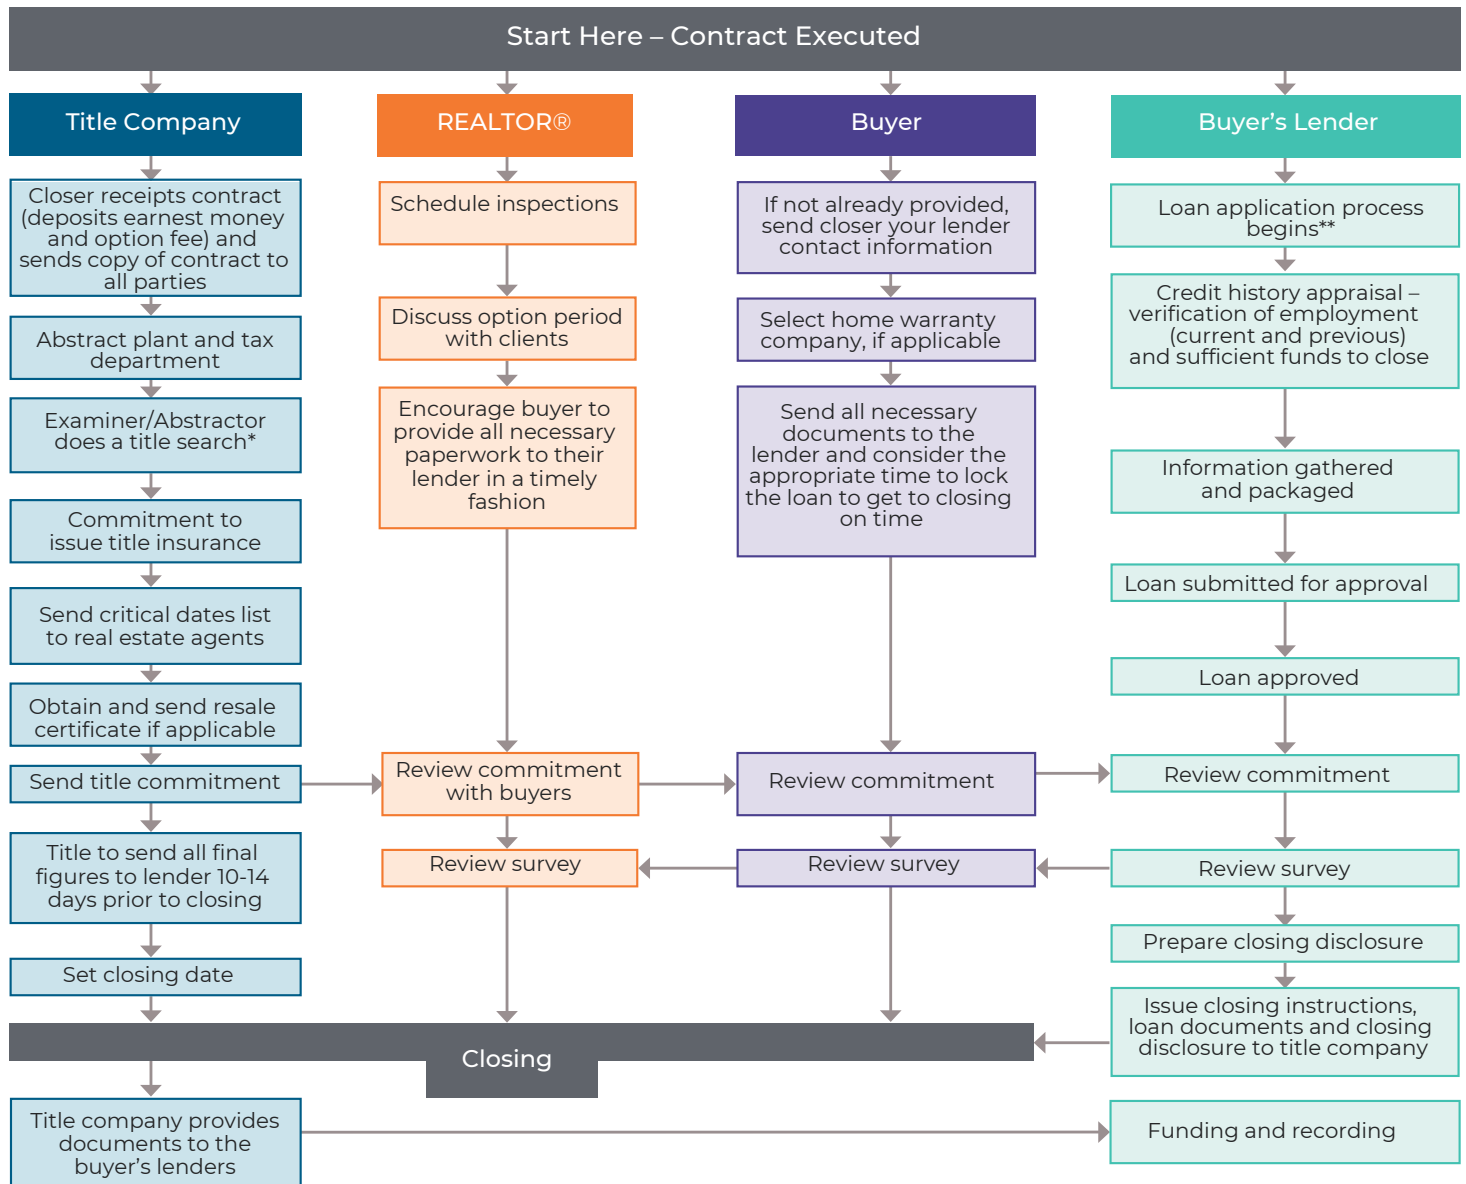 Start Here – Contract Executed
Title Company
REALTOR®
Buyer
Buyer’s Lender
Closer receipts contract
(deposits earnest money
and option fee) and
sends copy of contract to
all parties
Abstract plant and tax
department
Examiner/Abstractor
does a title search*
Commitment to
issue title insurance
Send critical dates list
to real estate agents
Obtain and send resale
certificate if applicable
Send title commitment
Title to send all final
figures to lender 10-14
days prior to closing
Set closing date
Schedule inspections
Discuss option period
with clients
Encourage buyer to
provide all necessary
paperwork to their
lender in a timely
fashion
Review commitment
with buyers
Review survey
If not already provided,
send closer your lender
contact information
Select home warranty
company, if applicable
Send all necessary
documents to the
lender and consider the
appropriate time to lock
the loan to get to closing
on time
Review commitment
Review survey
Loan application process
begins**
Credit history appraisal –
verification of employment
(current and previous)
and sufficient funds to close
Information gathered
and packaged
Loan submitted for approval
Loan approved
Review commitment
Review survey
Prepare closing disclosure
Issue closing instructions,
loan documents and closing
disclosure to title company
Closing
Title company provides
documents to the
buyer’s lenders
Funding and recording